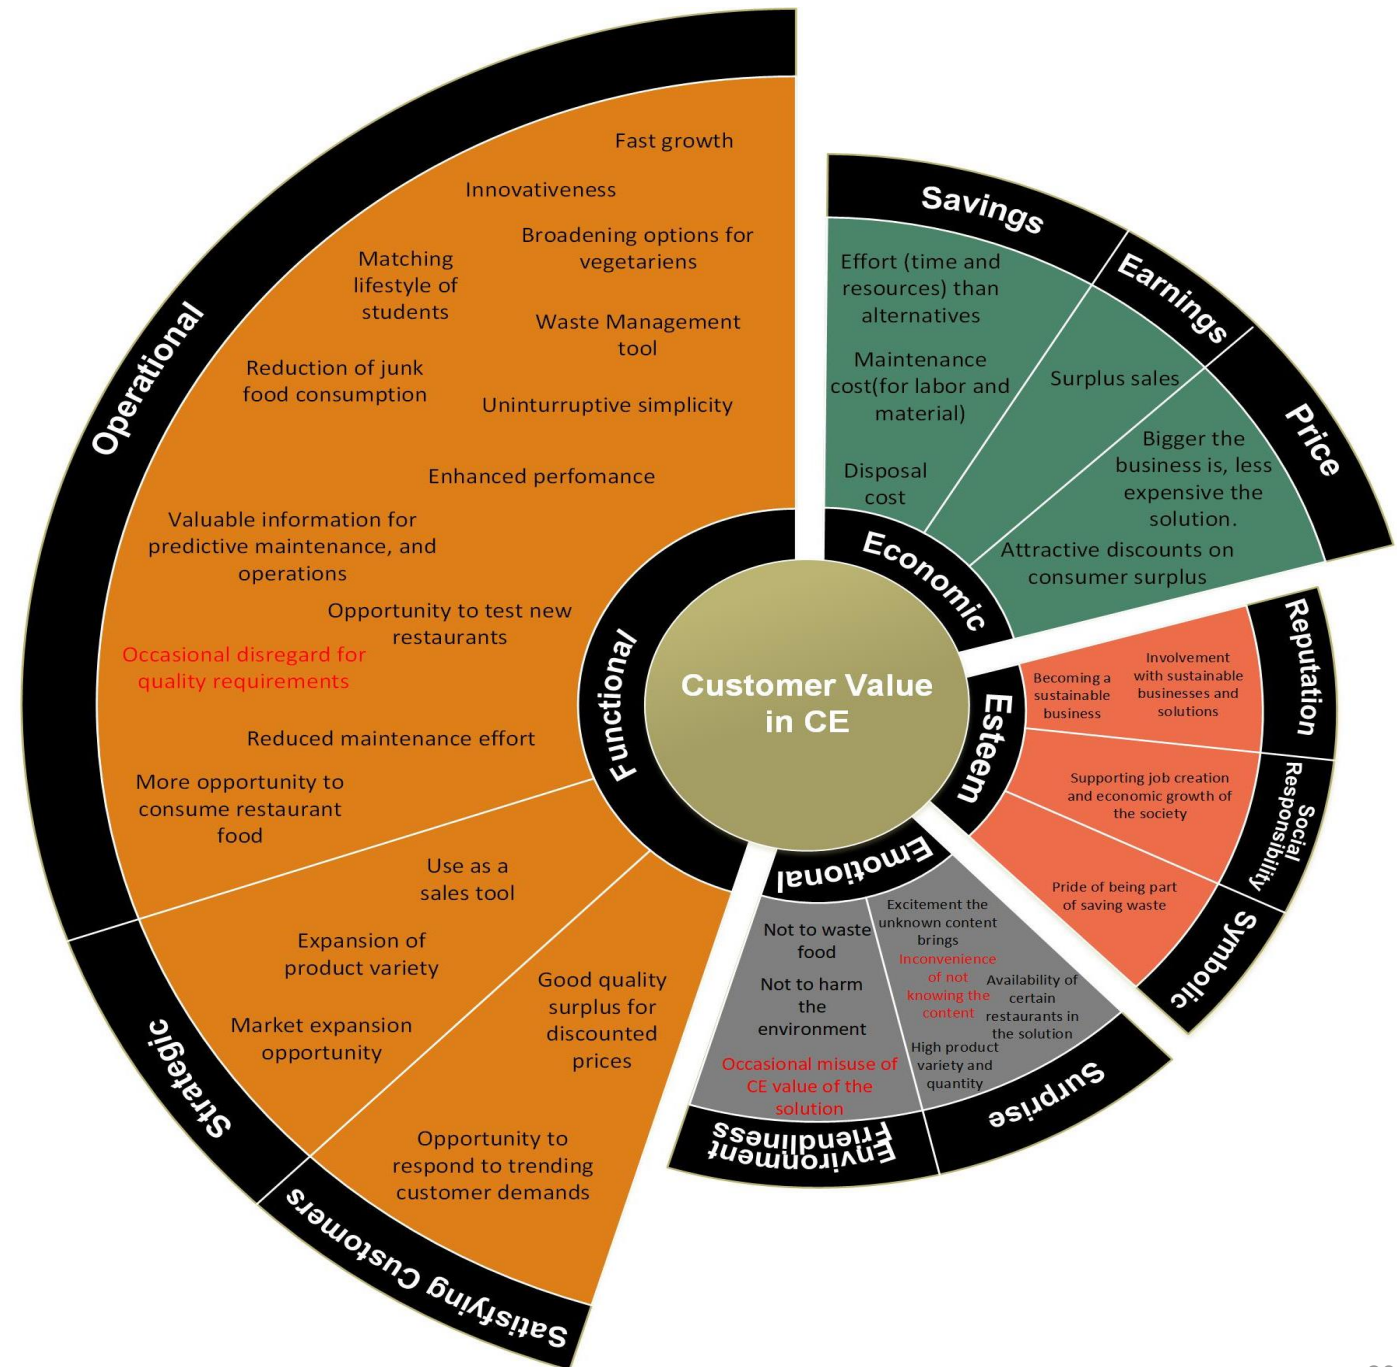 Customer Value
in CE
Functional
Operational
Fast growth
Innovativeness
Broadening options for
vegetariens
Matching
lifestyle of
students
Waste Management
tool
Reduction of junk
food consumption
Uninturruptive simplicity
Enhanced perfomance
Valuable information for
predictive maintenance, and
operations
Opportunity to test new
restaurants
Occasional disregard for
quality requirements
Reduced maintenance effort
More opportunity to
consume restaurant
food
Strategic
Use as a
sales tool
Expansion of
product variety
Market expansion
opportunity
Satisfying Customers
Good quality
surplus for
discounted
prices
Opportunity to
respond to trending
customer demands
Economic
Savings
Effort (time and
resources) than
alternatives
Maintenance
cost(for labor and
material)
Disposal
cost
Earnings
Surplus sales
Price
Bigger the
business is, less
expensive the
solution.
Attractive discounts on
consumer surplus
Esteem
Reputation
Becoming a
sustainable
business
Involvement
with sustainable
businesses and
solutions
Social
Responsibility
Supporting job creation
and economic growth of
the society
Symbolic
Pride of being part
of saving waste
Emotional
Surprise
Excitement the
unknown content
brings
Inconvenience
of not
knowing the
content
Availability of
certain
restaurants in
the solution
High product
variety and
quantity
Environment
Friendliness
Not to waste
food
Not to harm
the
environment
Occasional misuse of
CE value of the
solution